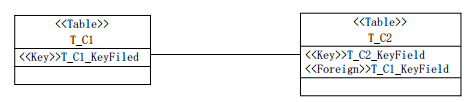 <<Table>>
T_C1
<<Key>>T_C1_KeyFiled
<<Table>>
T_C2
<<Key>>T_C2_KeyField
<<Foreign>>T_C1_KeyField